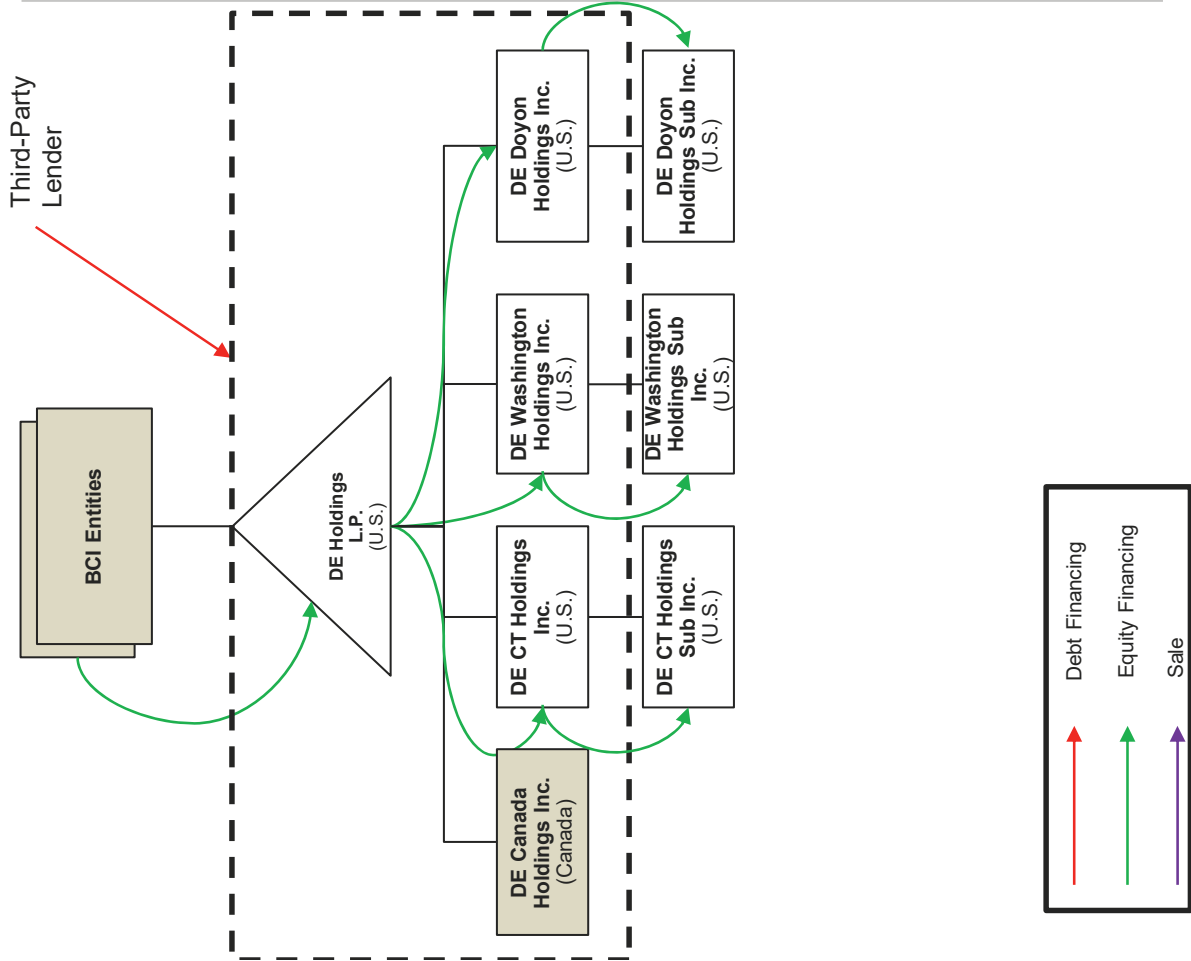 Third-Party
Lender
BCI Entities
DE Holdings
L.P.
(U.S.)
DE Canada
Holdings Inc.
(Canada)
DE CT Holdings
Inc.
(U.S.)
DE Washington
Holdings Inc.
(U.S.)
DE Doyon
Holdings Inc.
(U.S.)
DE CT Holdings
Sub Inc.
(U.S.)
DE Washington
Holdings Sub
Inc.
(U.S.)
DE Doyon
Holdings Sub Inc.
(U.S.)
Debt Financing
Equity Financing
Sale